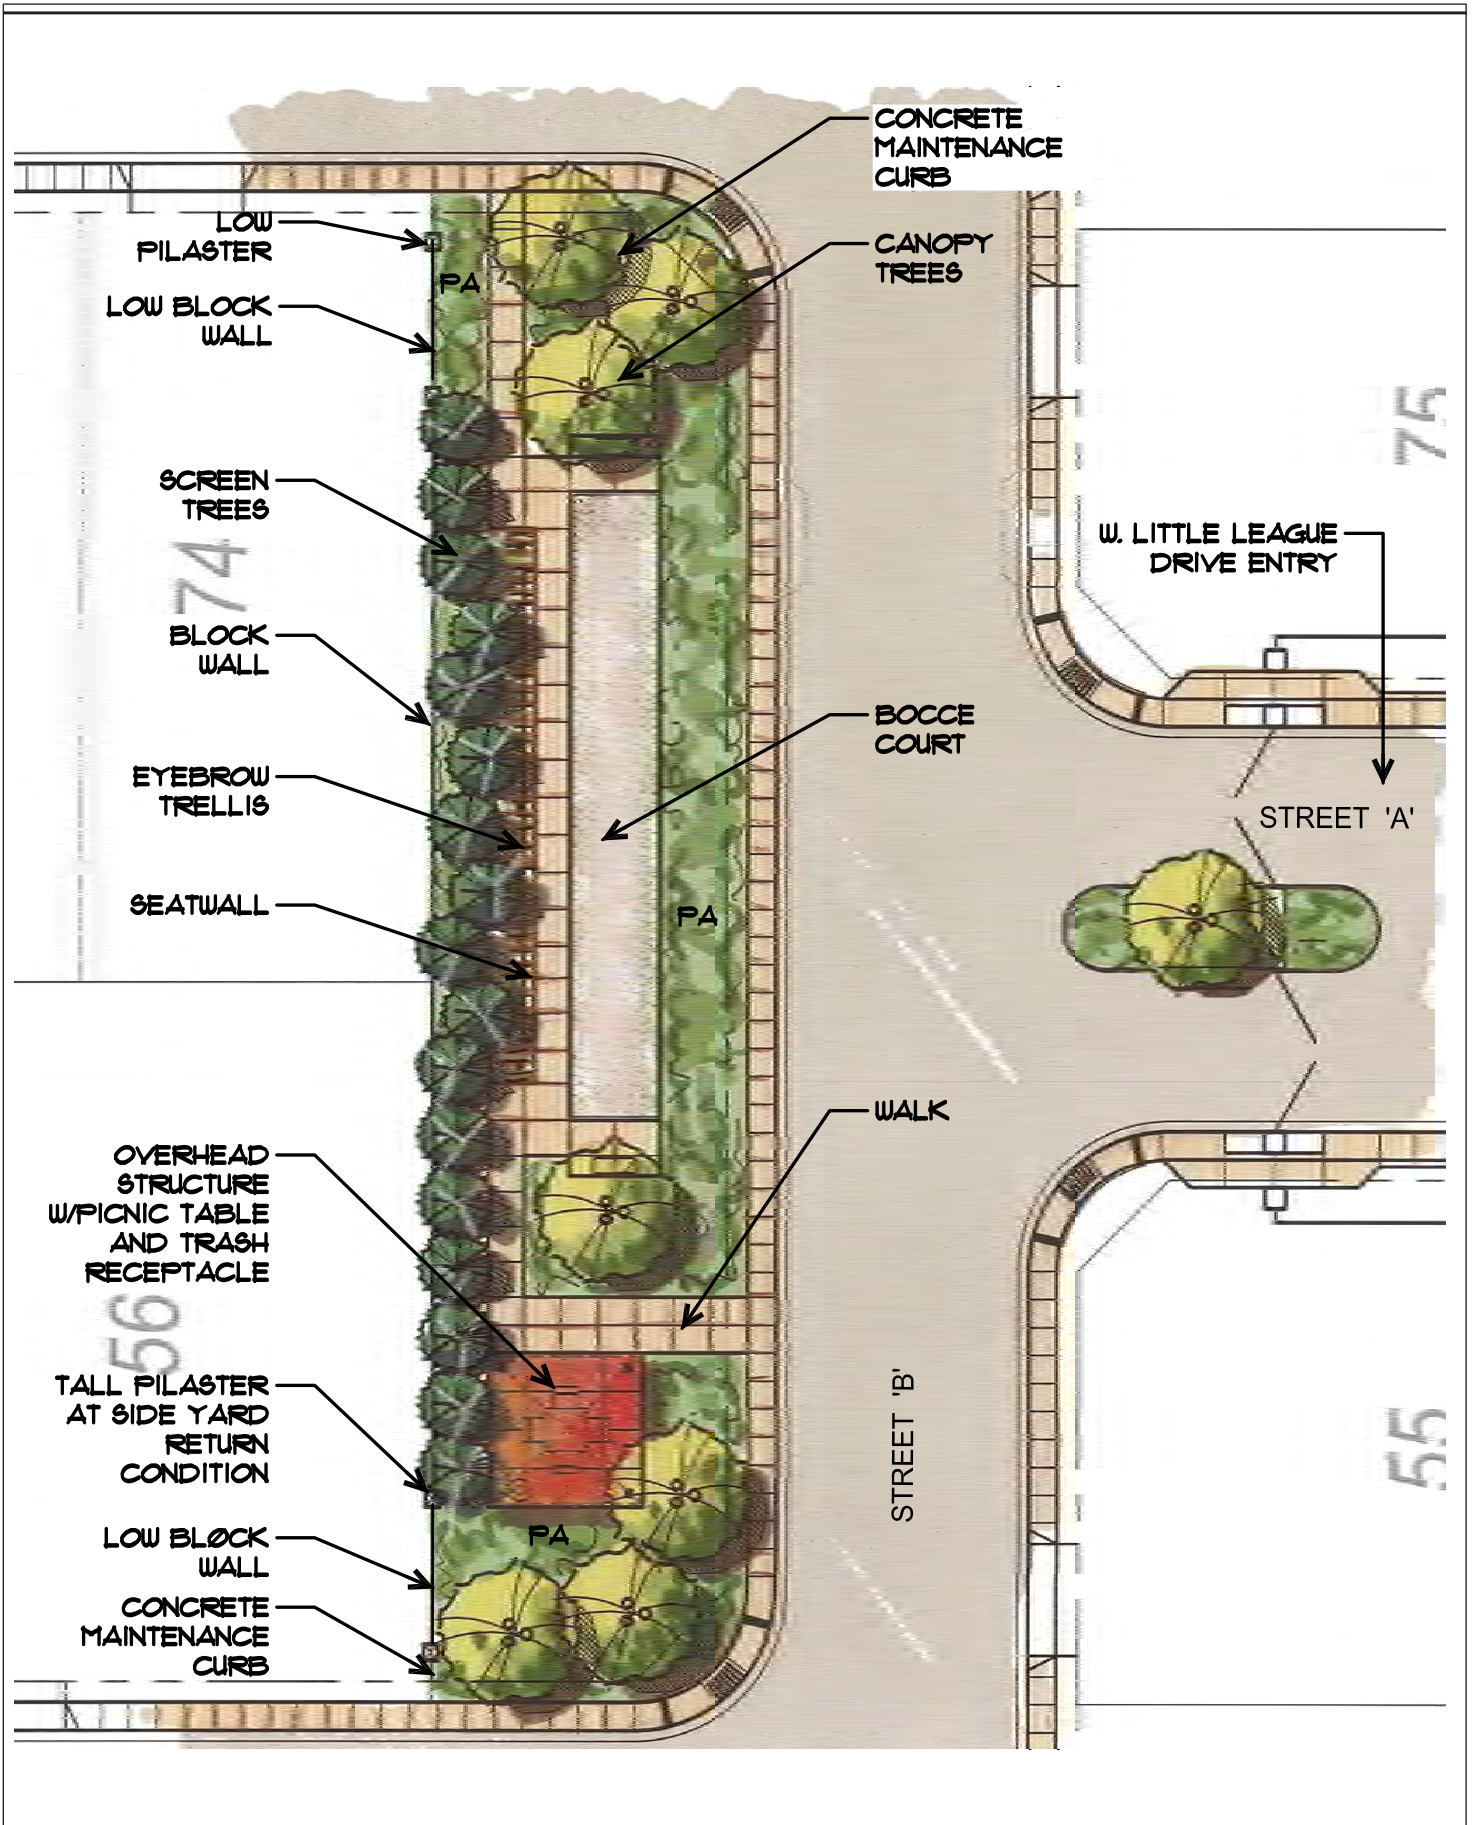 CONCRETE
MAINTENANCE
CURB
LOW
PILASTER
CANOPY
TREES
PA
LOW BLOCK
WALL
75
SCREEN
TREES
74
W. LITTLE LEAGUE
DRIVE ENTRY
BLOCK
WALL
BOCCE
COURT
EYEBROW
TRELLIS
STREET 'A'
SEATWALL
PA
WALK
OVERHEAD
STRUCTURE
W/PICNIC TABLE
AND TRASH
RECEPTACLE
56
TALL PILASTER
AT SIDE YARD
RETURN
CONDITION
STREET 'B'
55
PA
LOW BLOCK
WALL
CONCRETE
MAINTENANCE
CURB